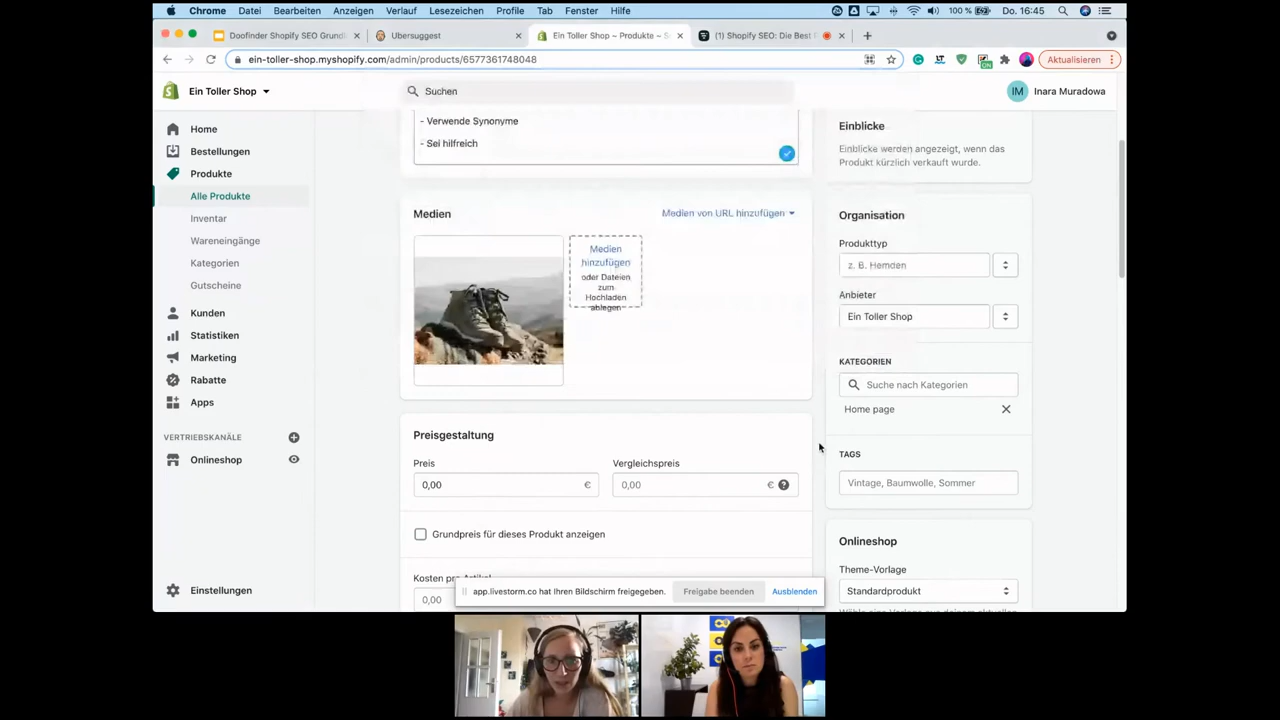 Chrome Datei Bearbeiten Anzeigen Verlauf Lesezeichen Profile Tab Fenster Hilfe 100 % Do. 16:45
Doofinder Shopify SEO Grundl
Ubersuggest
Ein Toller Shop ~ Produkte ~ S
(1) Shopify SEO: Die Best
ein-toller-shop.myshopify.com/admin/products/6577361748048
Aktualisieren
Ein Toller Shop
Suchen
IM Inara Muradowa
Home
Bestellungen
Produkte
Alle Produkte
Inventar
Wareneingänge
Kategorien
Gutscheine
Kunden
Statistiken
Marketing
Rabatte
Apps
VERTRIEBSKANÄLE
Onlineshop
Einstellungen
- Verwende Synonyme
- Sei hilfreich
Medien
Medien von URL hinzufügen
Medien
hinzufügen
oder Dateien
zum
Hochladen
ablegen
Preisgestaltung
Preis
Vergleichspreis
0,00 €
0,00 €
Grundpreis für dieses Produkt anzeigen
Kosten pro Artikel
0,00
Einblicke
Einblicke werden angezeigt, wenn das
Produkt kürzlich verkauft wurde.
Organisation
Produkttyp
z. B. Hemden
Anbieter
Ein Toller Shop
KATEGORIEN
Suche nach Kategorien
Home page
TAGS
Vintage, Baumwolle, Sommer
Onlineshop
Theme-Vorlage
Standardprodukt
app.livestorm.co hat Ihren Bildschirm freigegeben.
Freigabe beenden
Ausblenden